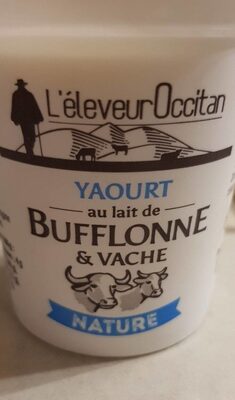 L'éleveurOccitan
YAOURT
au lait de
BUFFLONNE
& VACHE
NATURE